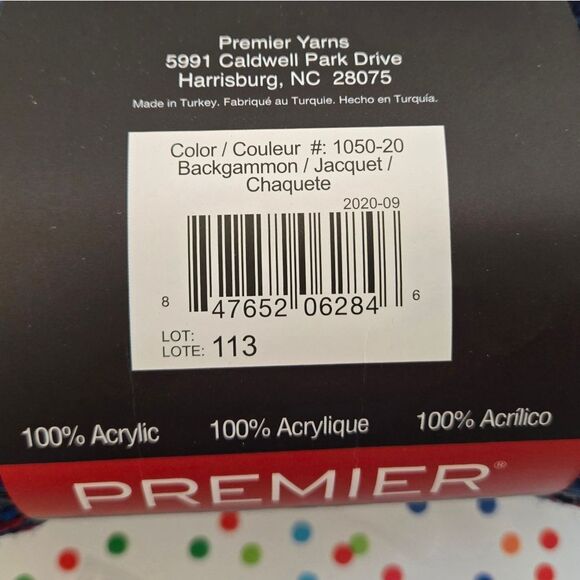 Premier Yarns
5991 Caldwell Park Drive
Harrisburg, NC 28075
Made in Turkey. Fabriqué au Turquie. Hecho en Turquía.
Color / Couleur #: 1050-20
Backgammon / Jacquet /
Chaquete
2020-09
8 47652 06284 6
LOT:
LOTE: 113
100% Acrylic 100% Acrylique 100% Acrílico
PREMIER®